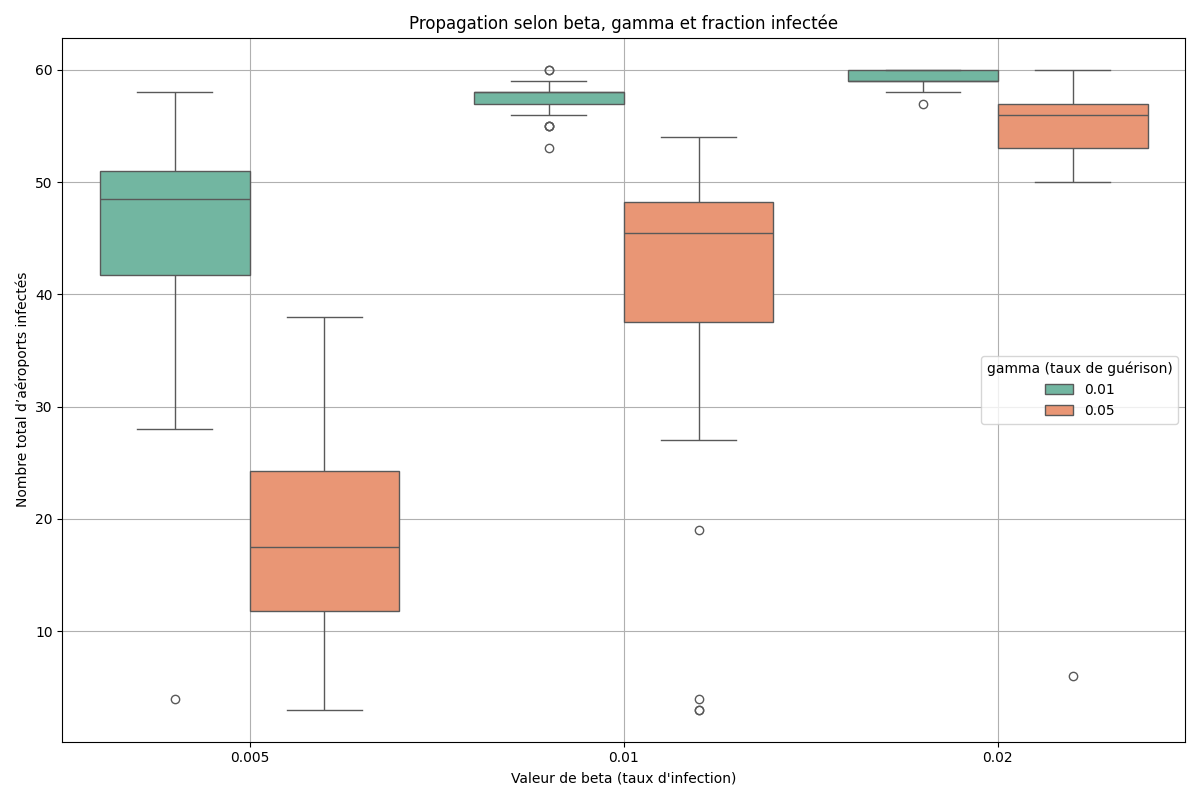 Propagation selon beta, gamma et fraction infectée
Nombre total d’aéroports infectés
60
50
40
30
20
10
gamma (taux de guérison)
0.01
0.05
0.005
0.01
0.02
Valeur de beta (taux d'infection)